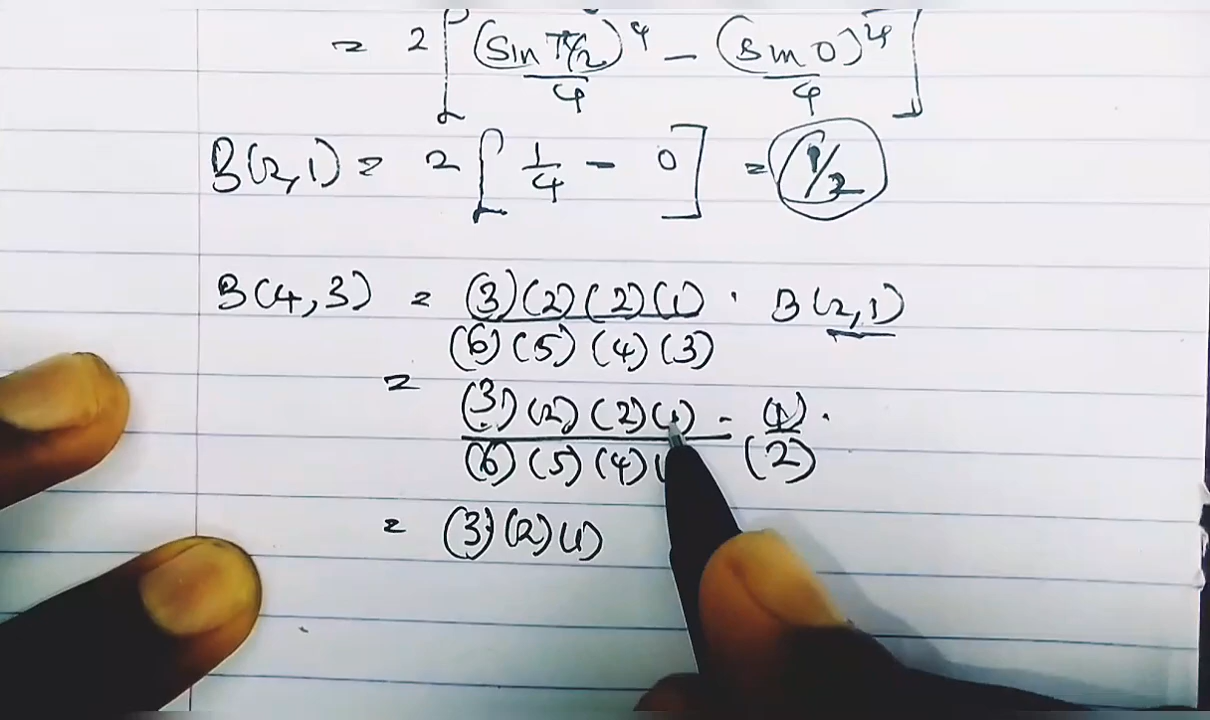 = 2 [ (Sin π/2)^4 / 4 - (Sin 0)^4 / 4 ]
B(2,1) = 2 [ 1/4 - 0 ] = 1/2
B(4,3) = (3)(2)(2)(1) / (6)(5)(4)(3) · B(2,1)
= (3)(2)(2)(1) / (6)(5)(4)( · (1) / (2) ·
= (3)(2)(1)